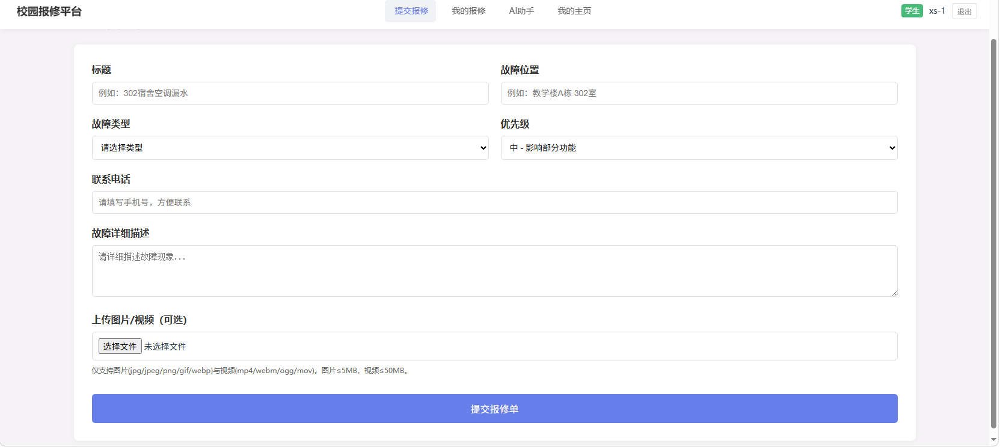 校园报修平台 提交报修 我的报修 AI助手 我的主页 学生 xs-1 退出
标题 故障位置
例如：302宿舍空调漏水 例如：教学楼A栋 302室
故障类型 优先级
请选择类型 中 - 影响部分功能
联系电话
请填写手机号，方便联系
故障详细描述
请详细描述故障现象...
上传图片/视频（可选）
选择文件 未选择文件
仅支持图片(jpg/jpeg/png/gif/webp)与视频(mp4/webm/ogg/mov)。图片≤5MB，视频≤50MB。
提交报修单